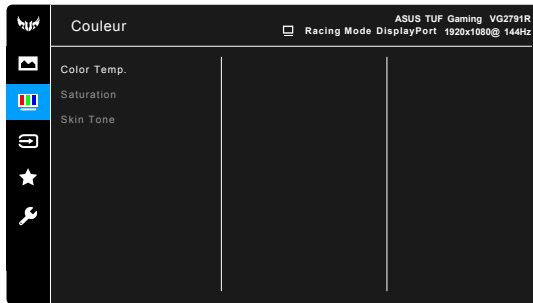 Couleur
ASUS TUF Gaming VG2791R
Racing Mode DisplayPort 1920x1080@ 144Hz
Color Temp.
Saturation
Skin Tone